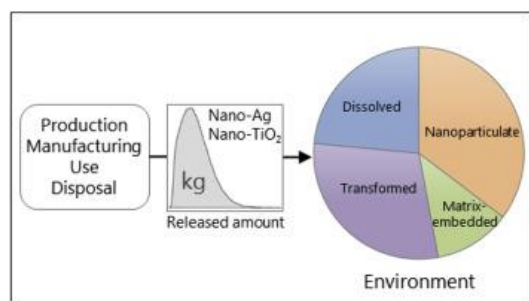 Production
Manufacturing
Use
Disposal
Nano-Ag
Nano-TiO₂
kg
Released amount
Dissolved
Nanoparticulate
Transformed
Matrix-
embedded
Environment